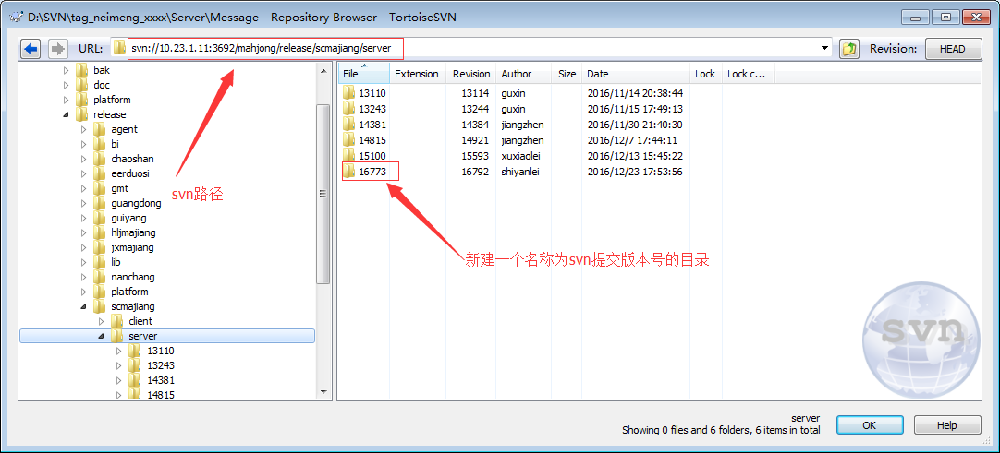 D:\SVN\tag_neimeng_xxxx\Server\Message - Repository Browser - TortoiseSVN
URL: svn://10.23.1.11:3692/mahjong/release/scmajiang/server Revision: HEAD
bak
doc
platform
release
agent
bi
chaoshan
eerduosi
gmt
guangdong
guiyang
hljmajiang
jxmajiang
lib
nanchang
platform
scmajiang
client
server
13110
13243
14381
14815
svn路径
File Extension Revision Author Size Date Lock Lock c...
13110 13114 guxin 2016/11/14 20:38:44
13243 13244 guxin 2016/11/15 17:49:13
14381 14384 jiangzhen 2016/11/30 21:40:30
14815 14921 jiangzhen 2016/12/7 17:44:11
15100 15593 xuxiaolei 2016/12/13 15:45:22
16773 16792 shiyanlei 2016/12/23 17:53:56
新建一个名称为svn提交版本号的目录
svn
server
Showing 0 files and 6 folders, 6 items in total
OK Help